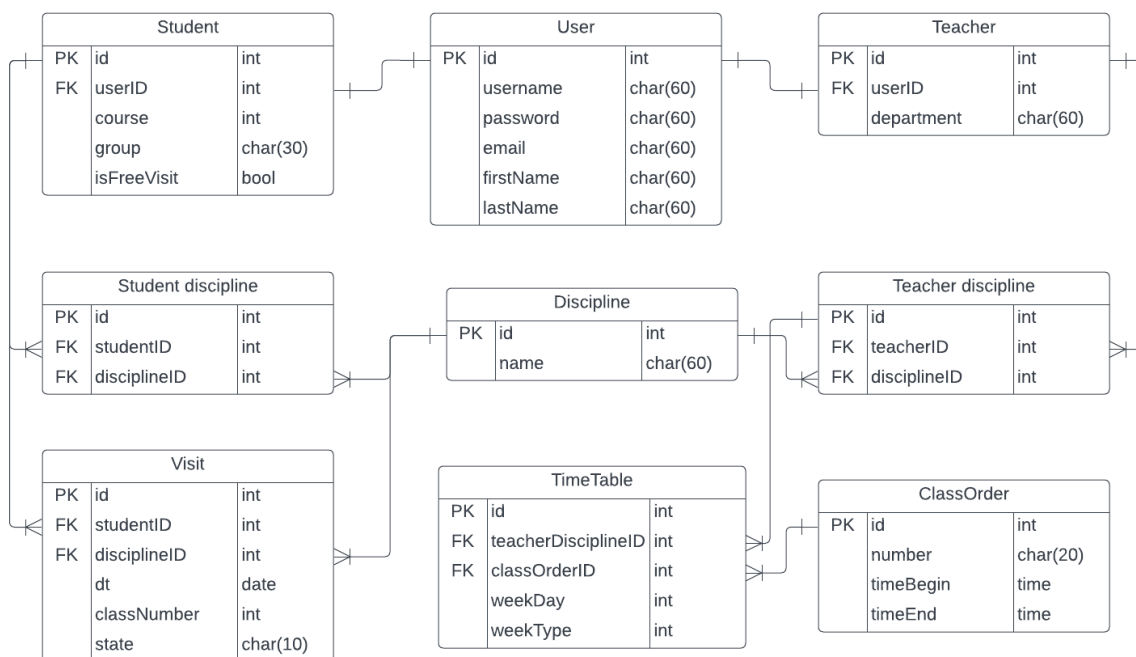 Student
PK id int
FK userID int
course int
group char(30)
isFreeVisit bool
User
PK id int
username char(60)
password char(60)
email char(60)
firstName char(60)
lastName char(60)
Teacher
PK id int
FK userID int
department char(60)
Student discipline
PK id int
FK studentID int
FK disciplineID int
Discipline
PK id int
name char(60)
Teacher discipline
PK id int
FK teacherID int
FK disciplineID int
Visit
PK id int
FK studentID int
FK disciplineID int
dt date
classNumber int
state char(10)
TimeTable
PK id int
FK teacherDisciplineID int
FK classOrderID int
weekDay int
weekType int
ClassOrder
PK id int
number char(20)
timeBegin time
timeEnd time